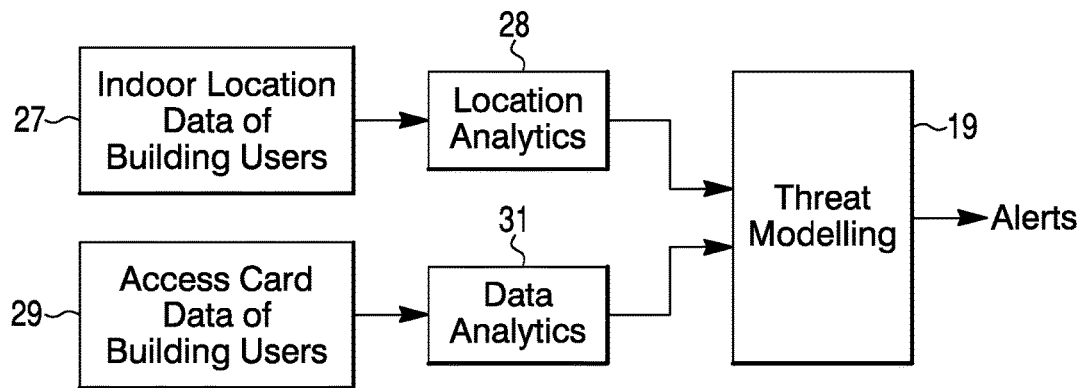 28
27
Indoor Location
Data of
Building Users
Location
Analytics
19
Threat
Modelling
Alerts
31
29
Access Card
Data of
Building Users
Data
Analytics